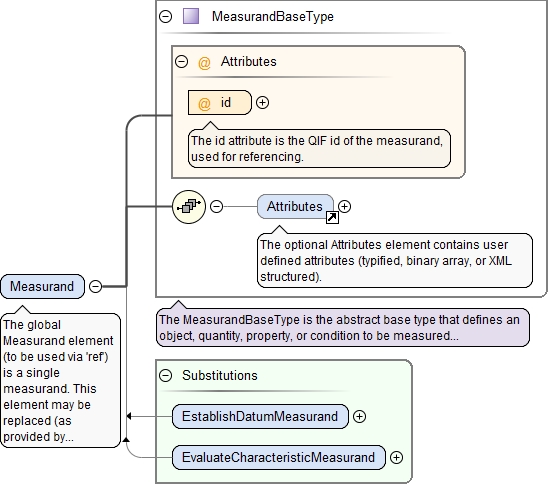 MeasurandBaseType
@ Attributes
@ id
The id attribute is the QIF id of the measurand,
used for referencing.
Attributes
The optional Attributes element contains user
defined attributes (typified, binary array, or XML
structured).
Measurand
The global
Measurand element
(to be used via 'ref')
is a single
measurand. This
element may be
replaced (as
provided by...
The MeasurandBaseType is the abstract base type that defines an
object, quantity, property, or condition to be measured...
Substitutions
EstablishDatumMeasurand
EvaluateCharacteristicMeasurand